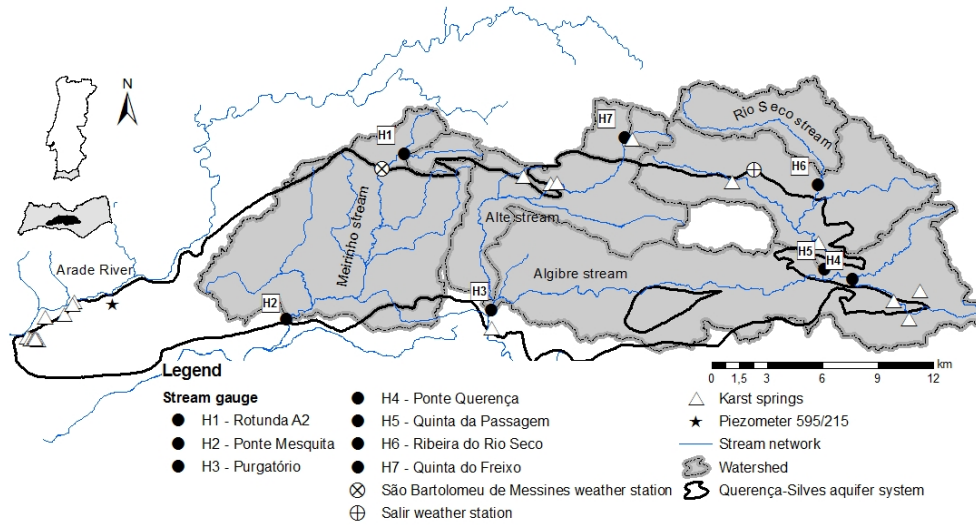 N
H1
H7
Rio Seco stream
H6
Meirinho stream
Alte stream
Arade River
Algibre stream
H5
H4
H3
H2
km
0 1,5 3 6 9 12
Legend
Stream gauge
H1 - Rotunda A2
H2 - Ponte Mesquita
H3 - Purgatório
H4 - Ponte Querença
H5 - Quinta da Passagem
H6 - Ribeira do Rio Seco
H7 - Quinta do Freixo
São Bartolomeu de Messines weather station
Salir weather station
Karst springs
Piezometer 595/215
Stream network
Watershed
Querença-Silves aquifer system